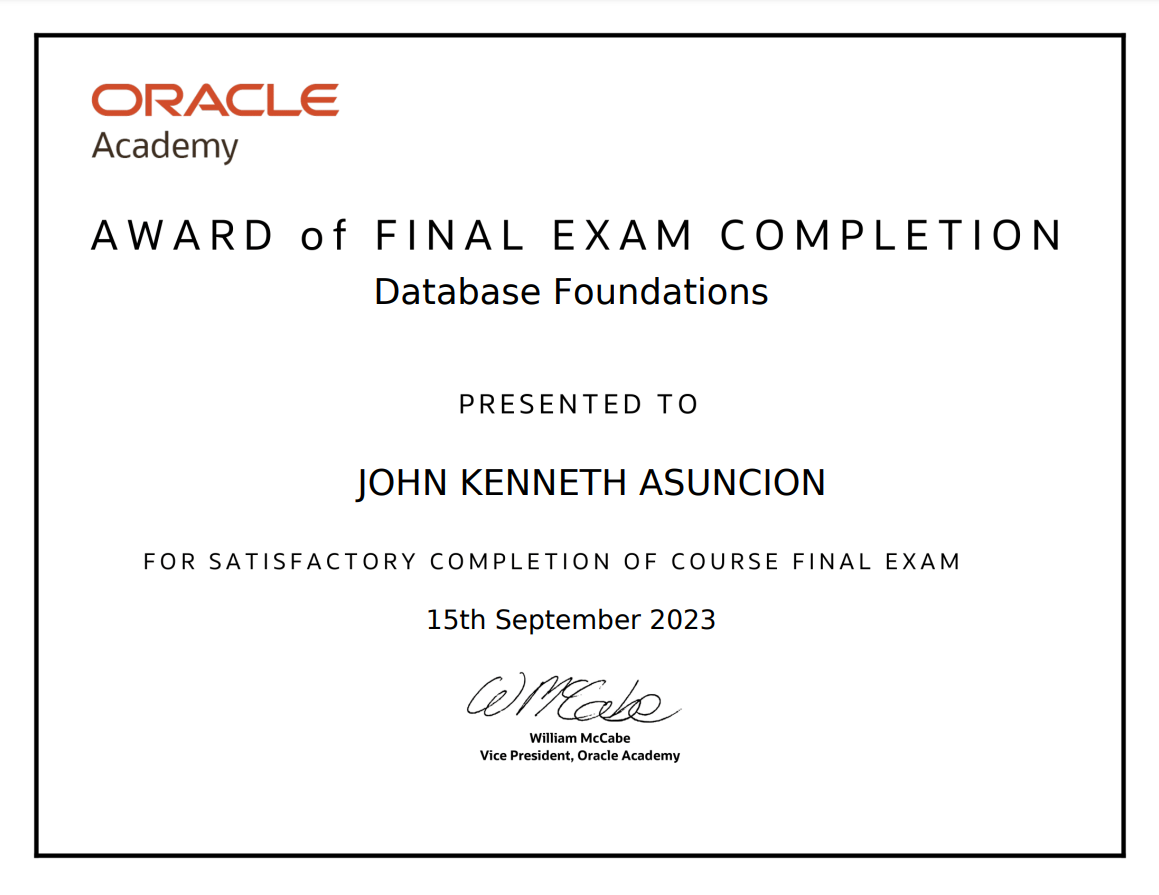 ORACLE
Academy
AWARD of FINAL EXAM COMPLETION
Database Foundations
PRESENTED TO
JOHN KENNETH ASUNCION
FOR SATISFACTORY COMPLETION OF COURSE FINAL EXAM
15th September 2023
W McCabe
William McCabe
Vice President, Oracle Academy